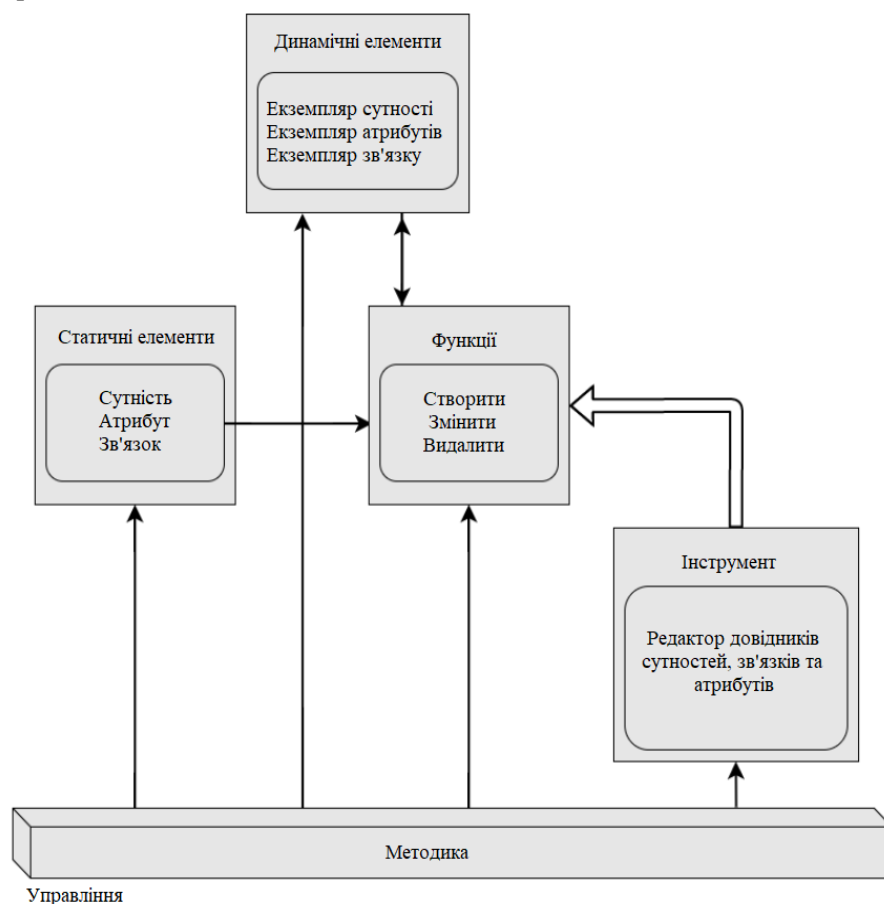 Динамічні елементи
Екземпляр сутності
Екземпляр атрибутів
Екземпляр зв'язку
Статичні елементи
Сутність
Атрибут
Зв'язок
Функції
Створити
Змінити
Видалити
Інструмент
Редактор довідників
сутностей, зв'язків та
атрибутів
Методика
Управління